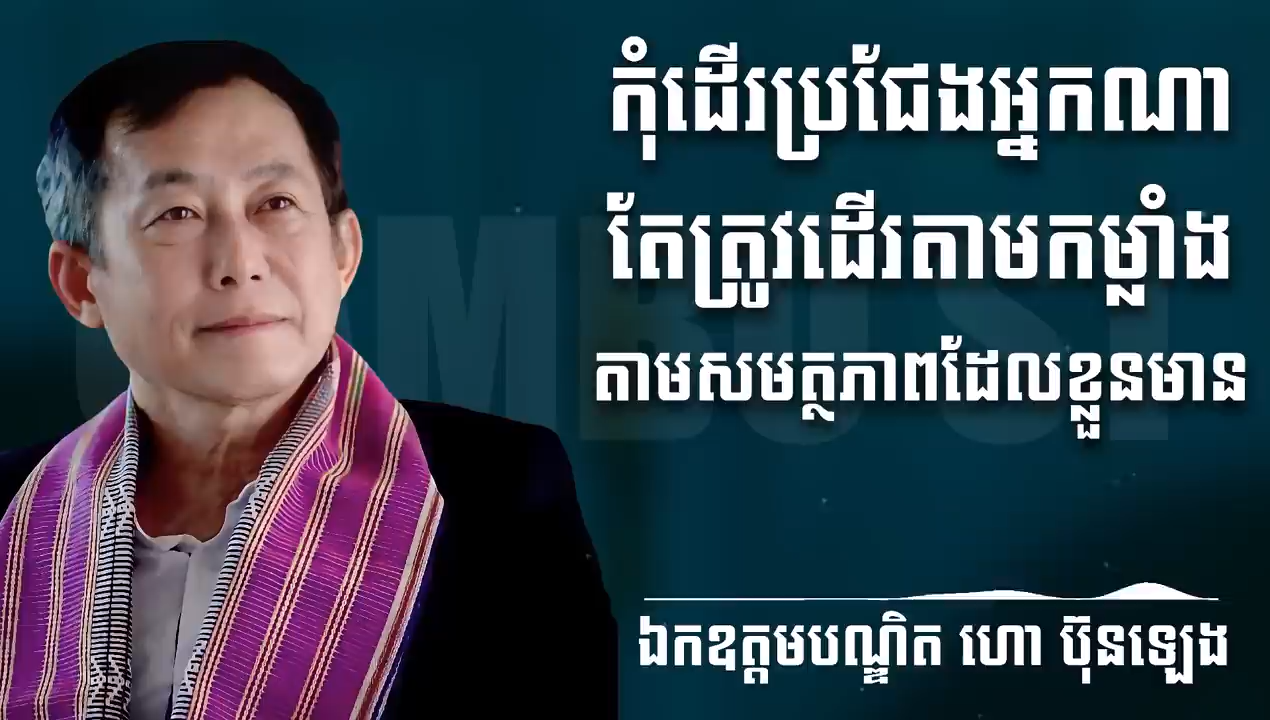 កុំដើរប្រជែងអ្នកណា
តែត្រូវដើរតាមកម្លាំង
តាមសមត្ថភាពដែលខ្លួនមាន
ឯកឧត្តមបណ្ឌិត ហោ ប៊ុនឡេង